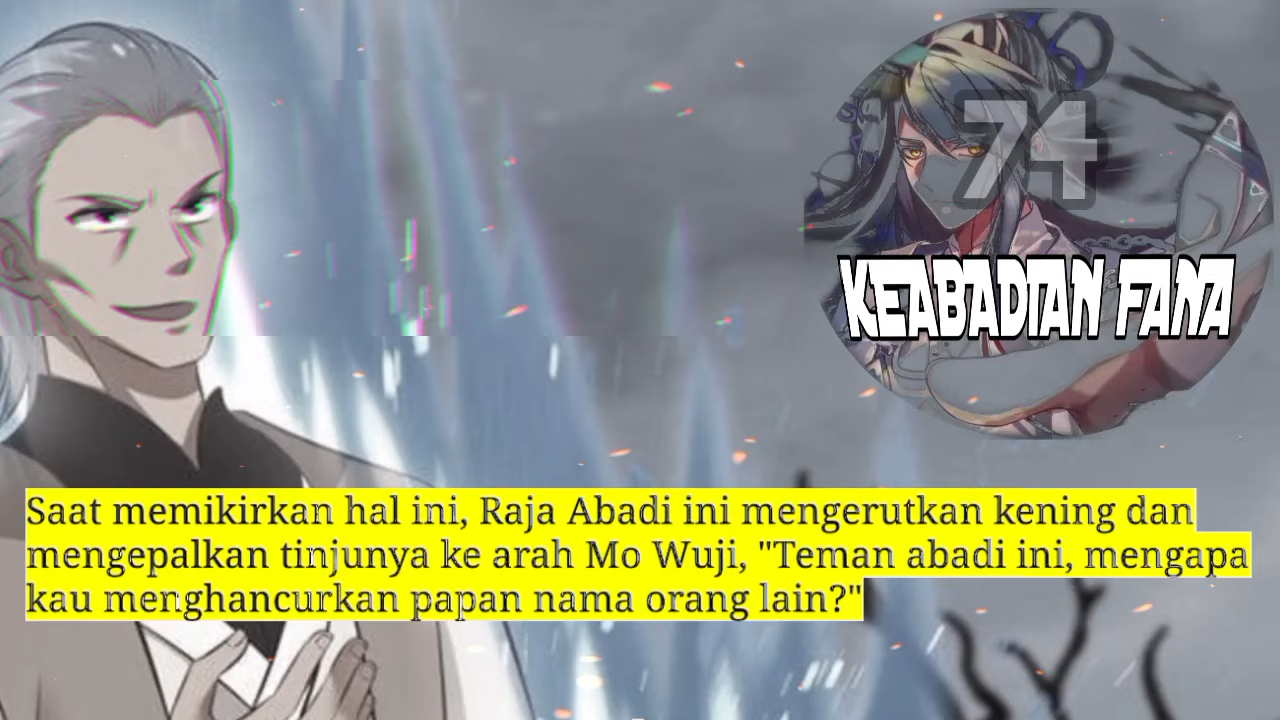 74
KEABADIAN FANA
Saat memikirkan hal ini, Raja Abadi ini mengerutkan kening dan
mengepalkan tinjunya ke arah Mo Wuji, "Teman abadi ini, mengapa
kau menghancurkan papan nama orang lain?"